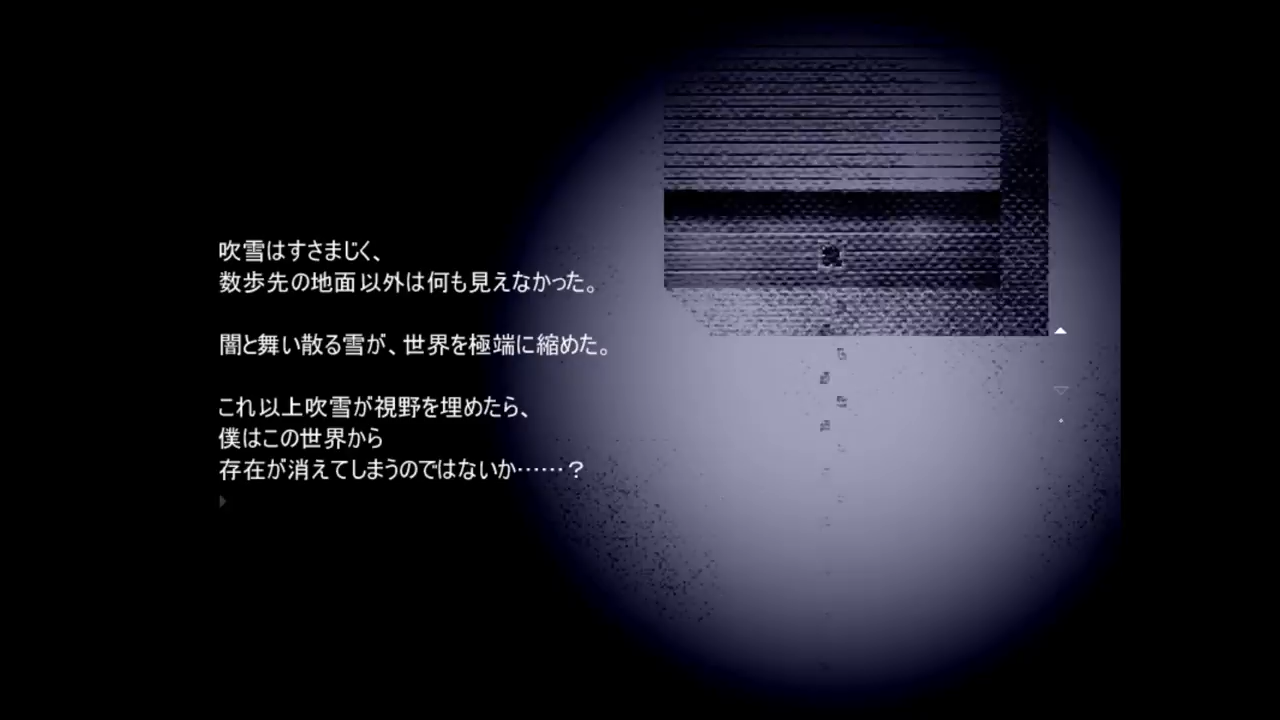 吹雪はすさまじく、
数歩先の地面以外は何も見えなかった。
闇と舞い散る雪が、世界を極端に縮めた。
これ以上吹雪が視野を埋めたら、
僕はこの世界から
存在が消えてしまうのではないか……？